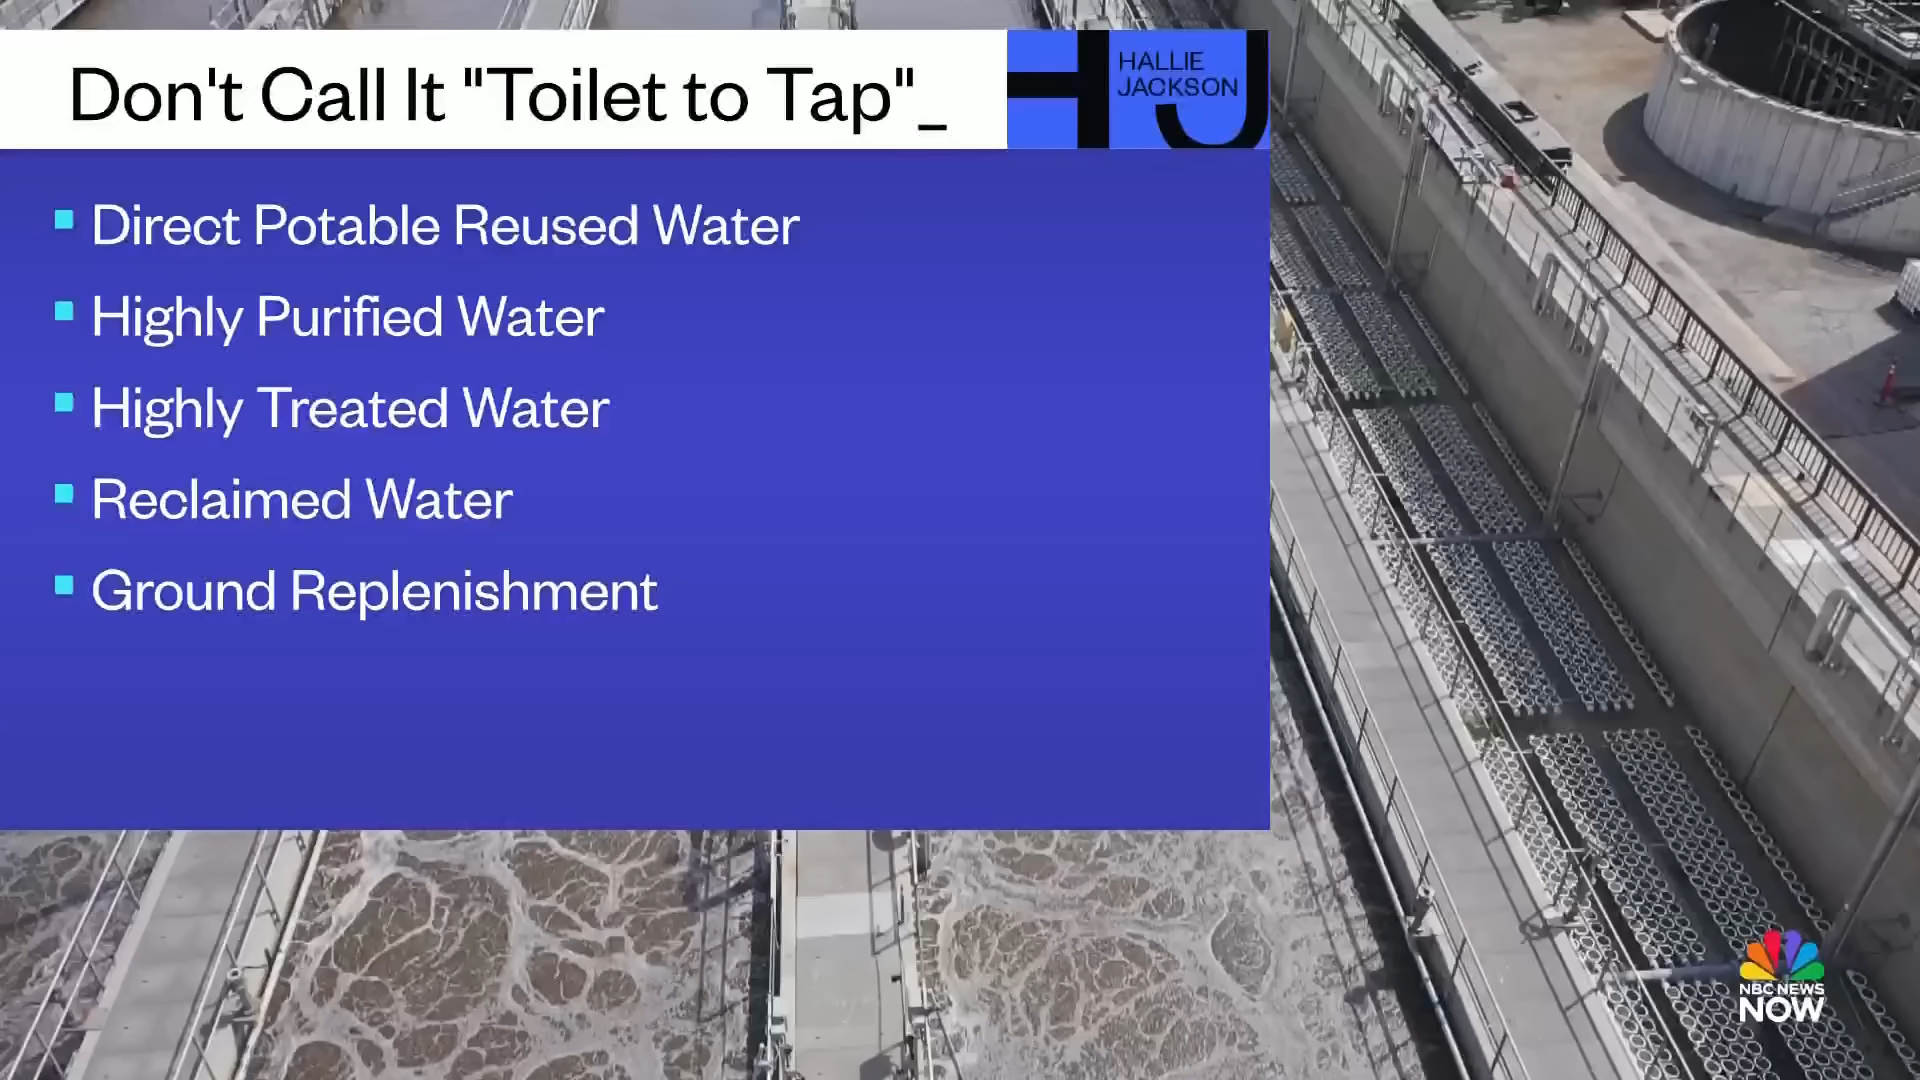 Don't Call It "Toilet to Tap"_
HALLIE
JACKSON
HJ
Direct Potable Reused Water
Highly Purified Water
Highly Treated Water
Reclaimed Water
Ground Replenishment
NBC NEWS
NOW